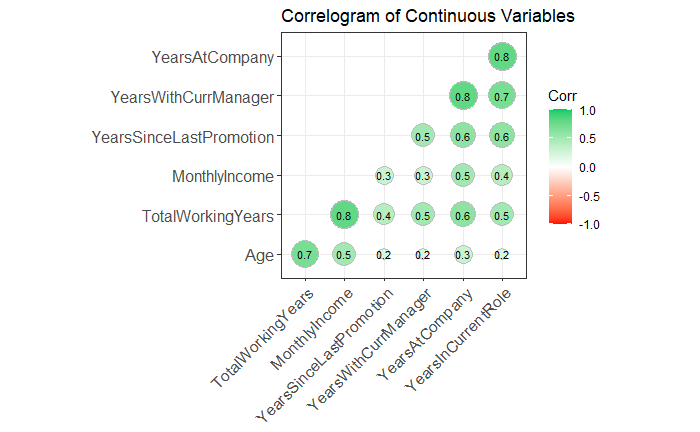 Correlogram of Continuous Variables
YearsAtCompany
0.8
YearsWithCurrManager
0.8 0.7
YearsSinceLastPromotion
0.5 0.6 0.6
MonthlyIncome
0.3 0.3 0.5 0.4
TotalWorkingYears
0.8 0.4 0.5 0.6 0.5
Age
0.7 0.5 0.2 0.2 0.3 0.2
TotalWorkingYears
MonthlyIncome
YearsSinceLastPromotion
YearsWithCurrManager
YearsAtCompany
YearsInCurrentRole
Corr
1.0
0.5
0.0
-0.5
-1.0